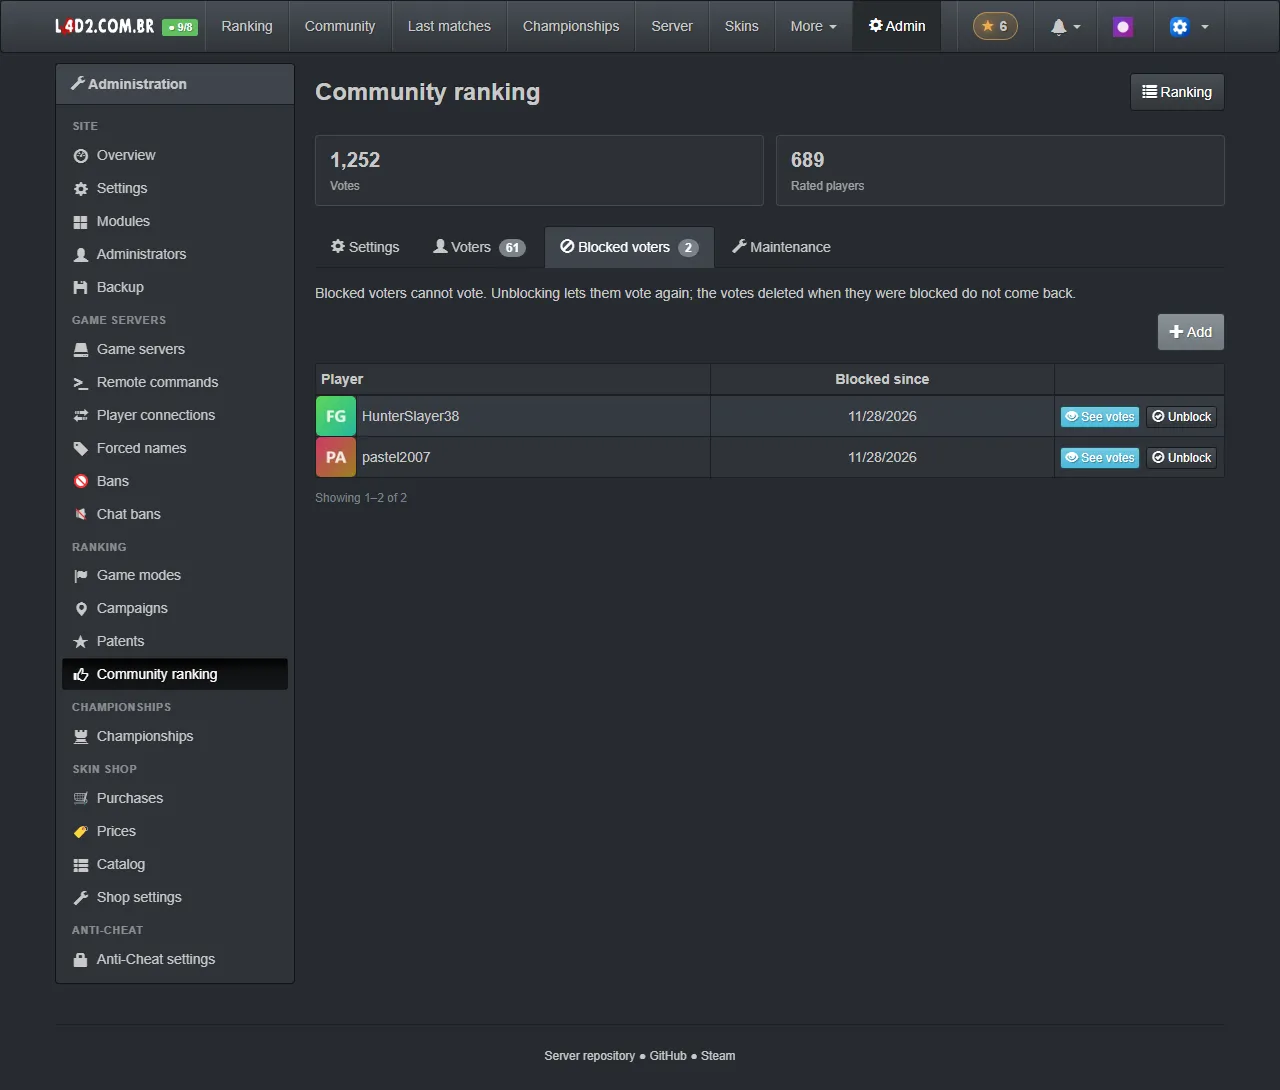 L4D2.COM.BR 9/8 Ranking Community Last matches Championships Server Skins More Admin 6
Administration
SITE
Overview
Settings
Modules
Administrators
Backup
GAME SERVERS
Game servers
Remote commands
Player connections
Forced names
Bans
Chat bans
RANKING
Game modes
Campaigns
Patents
Community ranking
CHAMPIONSHIPS
Championships
SKIN SHOP
Purchases
Prices
Catalog
Shop settings
ANTI-CHEAT
Anti-Cheat settings
Community ranking
Ranking
1,252
Votes
689
Rated players
Settings Voters 61 Blocked voters 2 Maintenance
Blocked voters cannot vote. Unblocking lets them vote again; the votes deleted when they were blocked do not come back.
Add
Player Blocked since
FG HunterSlayer38 11/28/2026 See votes Unblock
PA pastel2007 11/28/2026 See votes Unblock
Showing 1–2 of 2
Server repository ● GitHub ● Steam